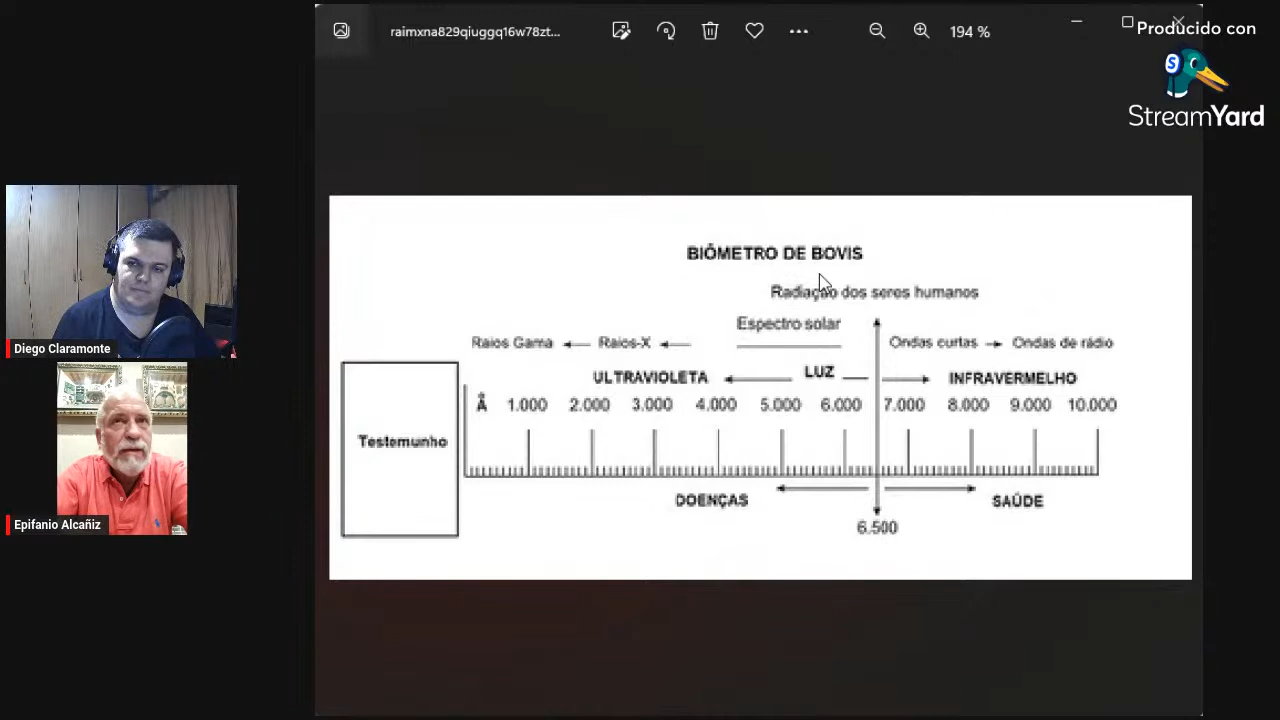 raimxna829qiuggq16w78zt...
194 %
Producido con
StreamYard
BIÔMETRO DE BOVIS
Radiação dos seres humanos
Espectro solar
Raios Gama
Raios-X
Ondas curtas
Ondas de rádio
ULTRAVIOLETA
LUZ
INFRAVERMELHO
Å 1.000 2.000 3.000 4.000 5.000 6.000 7.000 8.000 9.000 10.000
Testemunho
DOENÇAS
SAÚDE
6.500
Diego Claramonte
Epifanio Alcañiz